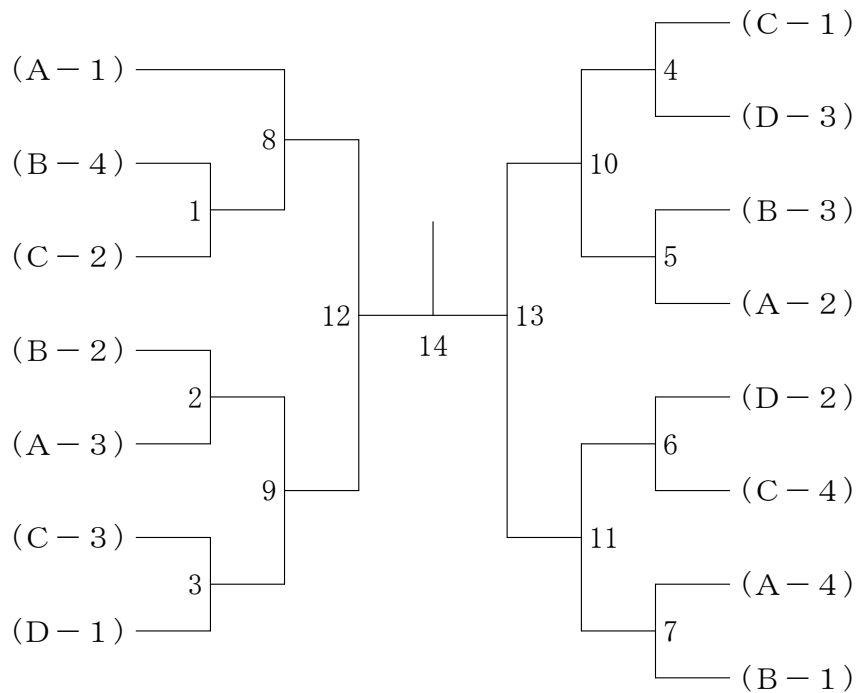 (A－1)
(B－4)
(C－2)
(B－2)
(A－3)
(C－3)
(D－1)
1
2
3
8
9
12
14
13
10
11
4
5
6
7
(C－1)
(D－3)
(B－3)
(A－2)
(D－2)
(C－4)
(A－4)
(B－1)